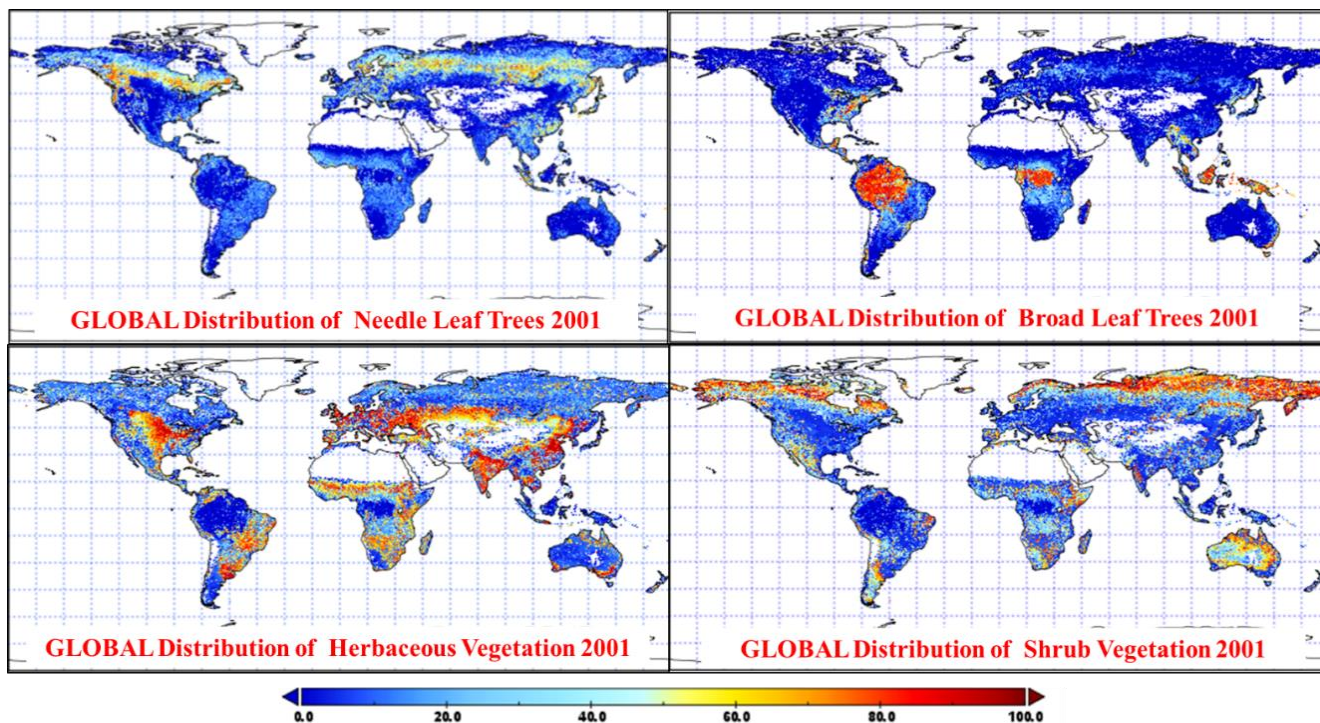 GLOBAL Distribution of Needle Leaf Trees 2001
GLOBAL Distribution of Broad Leaf Trees 2001
GLOBAL Distribution of Herbaceous Vegetation 2001
GLOBAL Distribution of Shrub Vegetation 2001
0.0 20.0 40.0 60.0 80.0 100.0